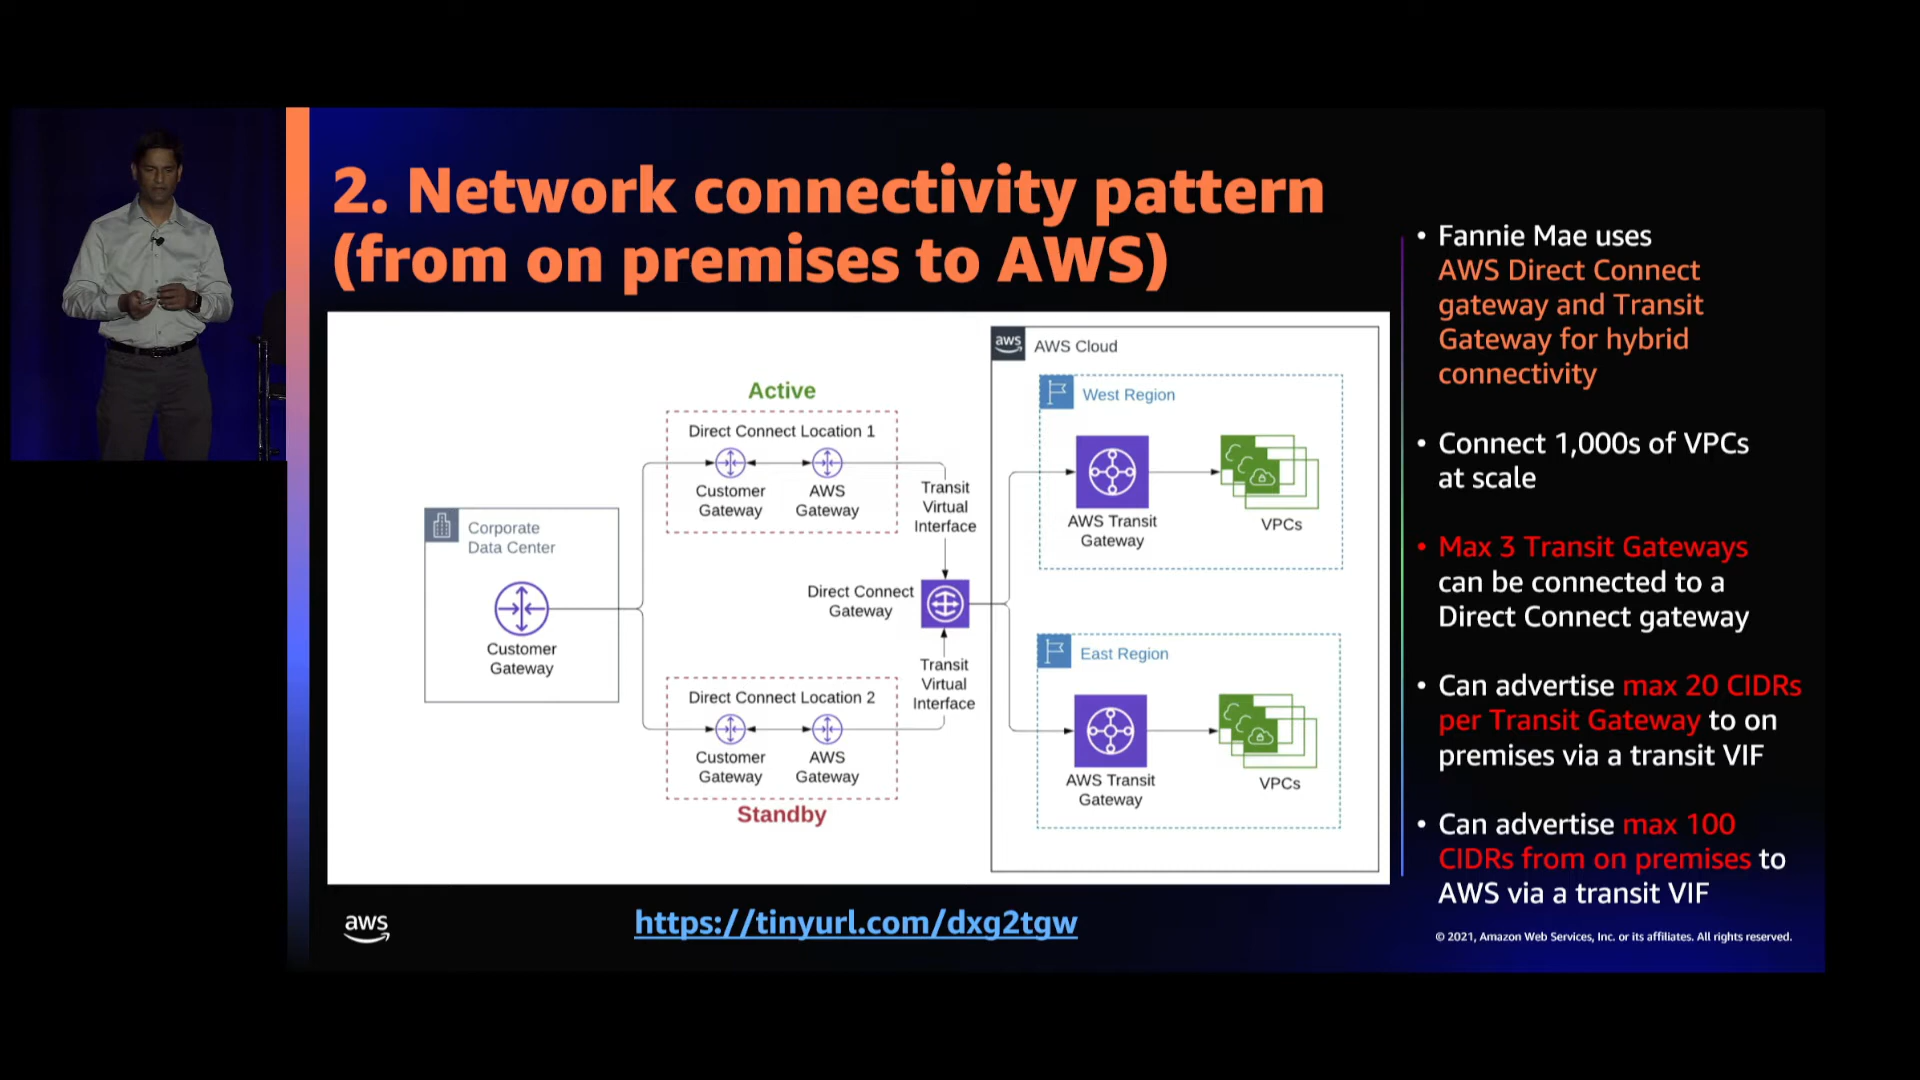 2. Network connectivity pattern
(from on premises to AWS)
Active
Direct Connect Location 1
Customer
Gateway
AWS
Gateway
Transit
Virtual
Interface
Corporate
Data Center
Customer
Gateway
Direct Connect
Gateway
Transit
Virtual
Interface
Direct Connect Location 2
Customer
Gateway
AWS
Gateway
Standby
aws
AWS Cloud
West Region
AWS Transit
Gateway
VPCs
East Region
AWS Transit
Gateway
VPCs
• Fannie Mae uses
AWS Direct Connect
gateway and Transit
Gateway for hybrid
connectivity
• Connect 1,000s of VPCs
at scale
• Max 3 Transit Gateways
can be connected to a
Direct Connect gateway
• Can advertise max 20 CIDRs
per Transit Gateway to on
premises via a transit VIF
• Can advertise max 100
CIDRs from on premises to
AWS via a transit VIF
aws
https://tinyurl.com/dxg2tgw
© 2021, Amazon Web Services, Inc. or its affiliates. All rights reserved.